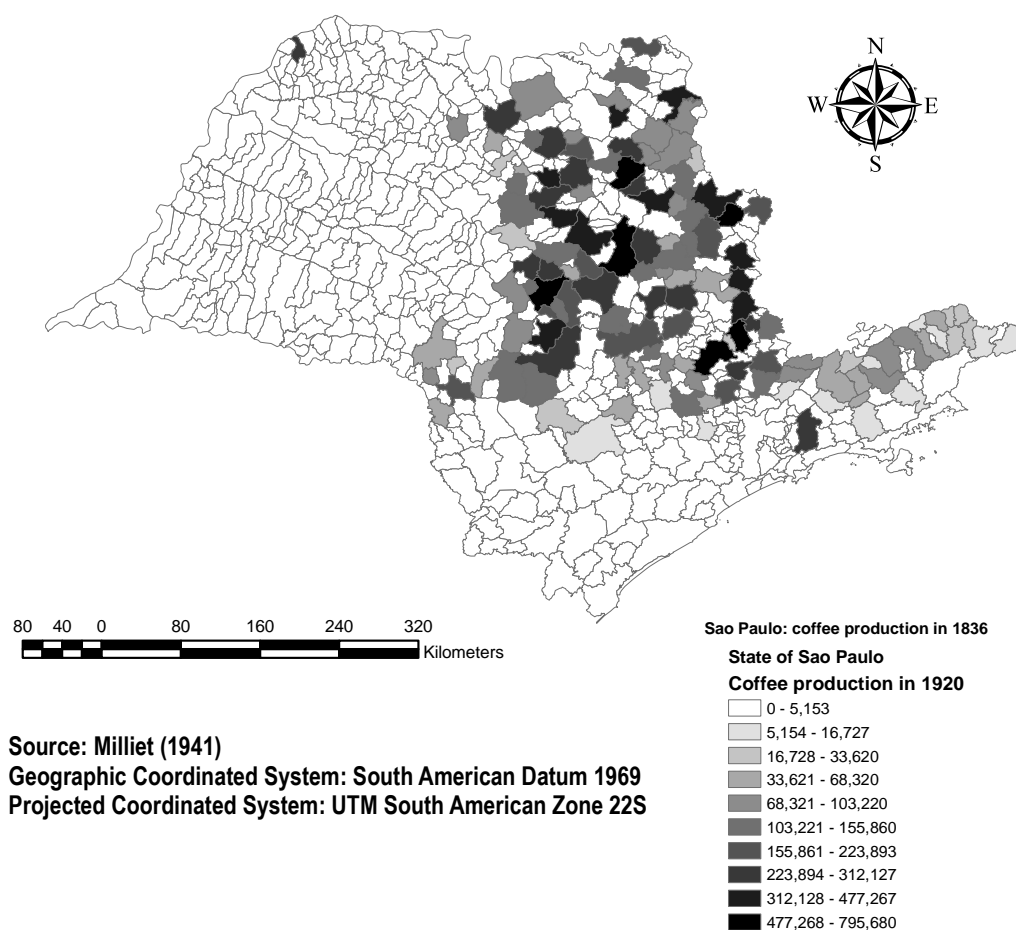 N
W E
S
80 40 0 80 160 240 320
Kilometers
Sao Paulo: coffee production in 1836
State of Sao Paulo
Coffee production in 1920
0 - 5,153
5,154 - 16,727
16,728 - 33,620
33,621 - 68,320
68,321 - 103,220
103,221 - 155,860
155,861 - 223,893
223,894 - 312,127
312,128 - 477,267
477,268 - 795,680
Source: Milliet (1941)
Geographic Coordinated System: South American Datum 1969
Projected Coordinated System: UTM South American Zone 22S